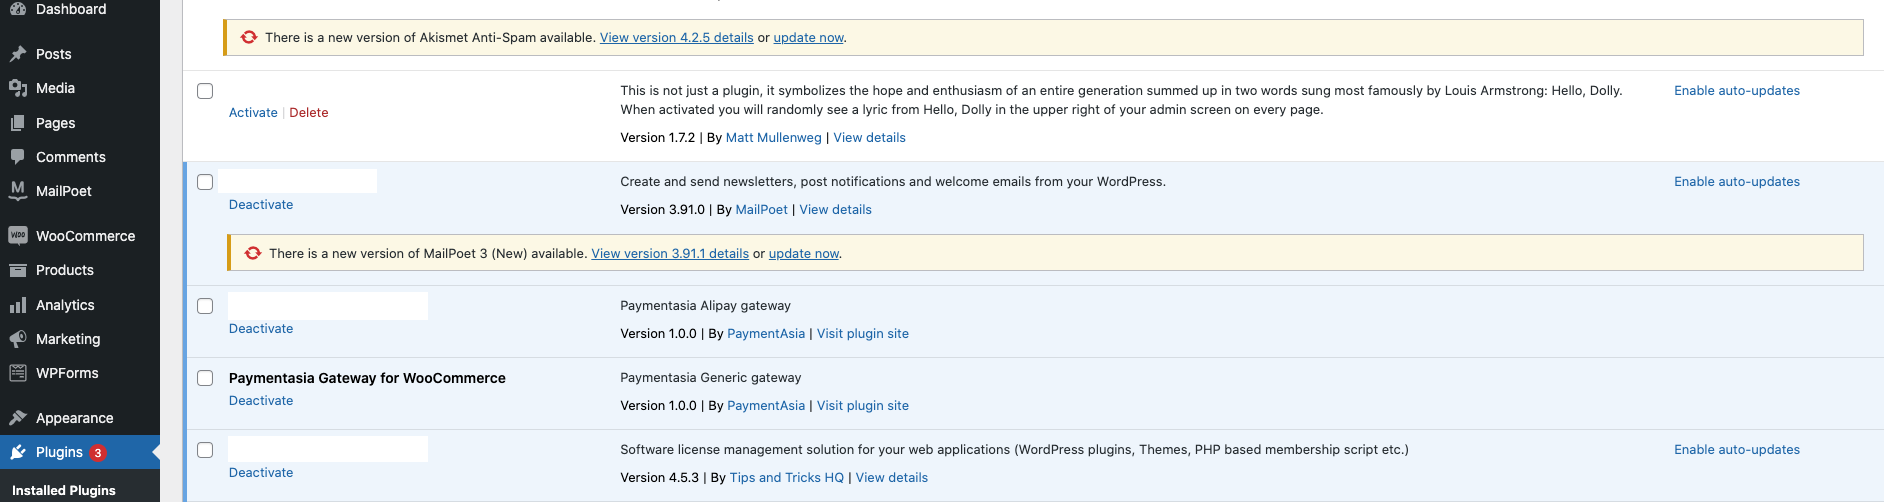 Dashboard
Posts
Media
Pages
Comments
MailPoet
WooCommerce
Products
Analytics
Marketing
WPForms
Appearance
Plugins 3
Installed Plugins
There is a new version of Akismet Anti-Spam available. View version 4.2.5 details or update now.
Activate | Delete
This is not just a plugin, it symbolizes the hope and enthusiasm of an entire generation summed up in two words sung most famously by Louis Armstrong: Hello, Dolly.
When activated you will randomly see a lyric from Hello, Dolly in the upper right of your admin screen on every page.
Version 1.7.2 | By Matt Mullenweg | View details
Enable auto-updates
Deactivate
Create and send newsletters, post notifications and welcome emails from your WordPress.
Version 3.91.0 | By MailPoet | View details
Enable auto-updates
There is a new version of MailPoet 3 (New) available. View version 3.91.1 details or update now.
Deactivate
Paymentasia Alipay gateway
Version 1.0.0 | By PaymentAsia | Visit plugin site
Paymentasia Gateway for WooCommerce
Deactivate
Paymentasia Generic gateway
Version 1.0.0 | By PaymentAsia | Visit plugin site
Deactivate
Software license management solution for your web applications (WordPress plugins, Themes, PHP based membership script etc.)
Version 4.5.3 | By Tips and Tricks HQ | View details
Enable auto-updates